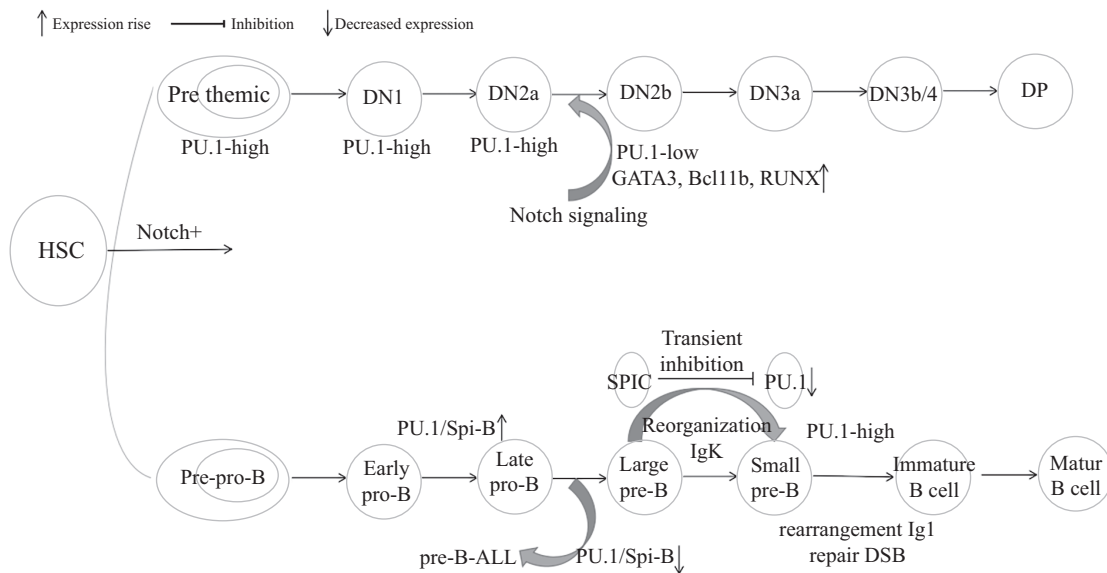 Expression rise Inhibition Decreased expression
Pre themic DN1 DN2a DN2b DN3a DN3b/4 DP
PU.1-high PU.1-high PU.1-high
PU.1-low
GATA3, Bcl11b, RUNX
Notch signaling
HSC
Notch+
Transient
inhibition
SPIC PU.1
PU.1/Spi-B
Reorganization
IgK
PU.1-high
Pre-pro-B
Early
pro-B
Late
pro-B
Large
pre-B
Small
pre-B
Immature
B cell
Matur
B cell
pre-B-ALL
PU.1/Spi-B
rearrangement Ig1
repair DSB